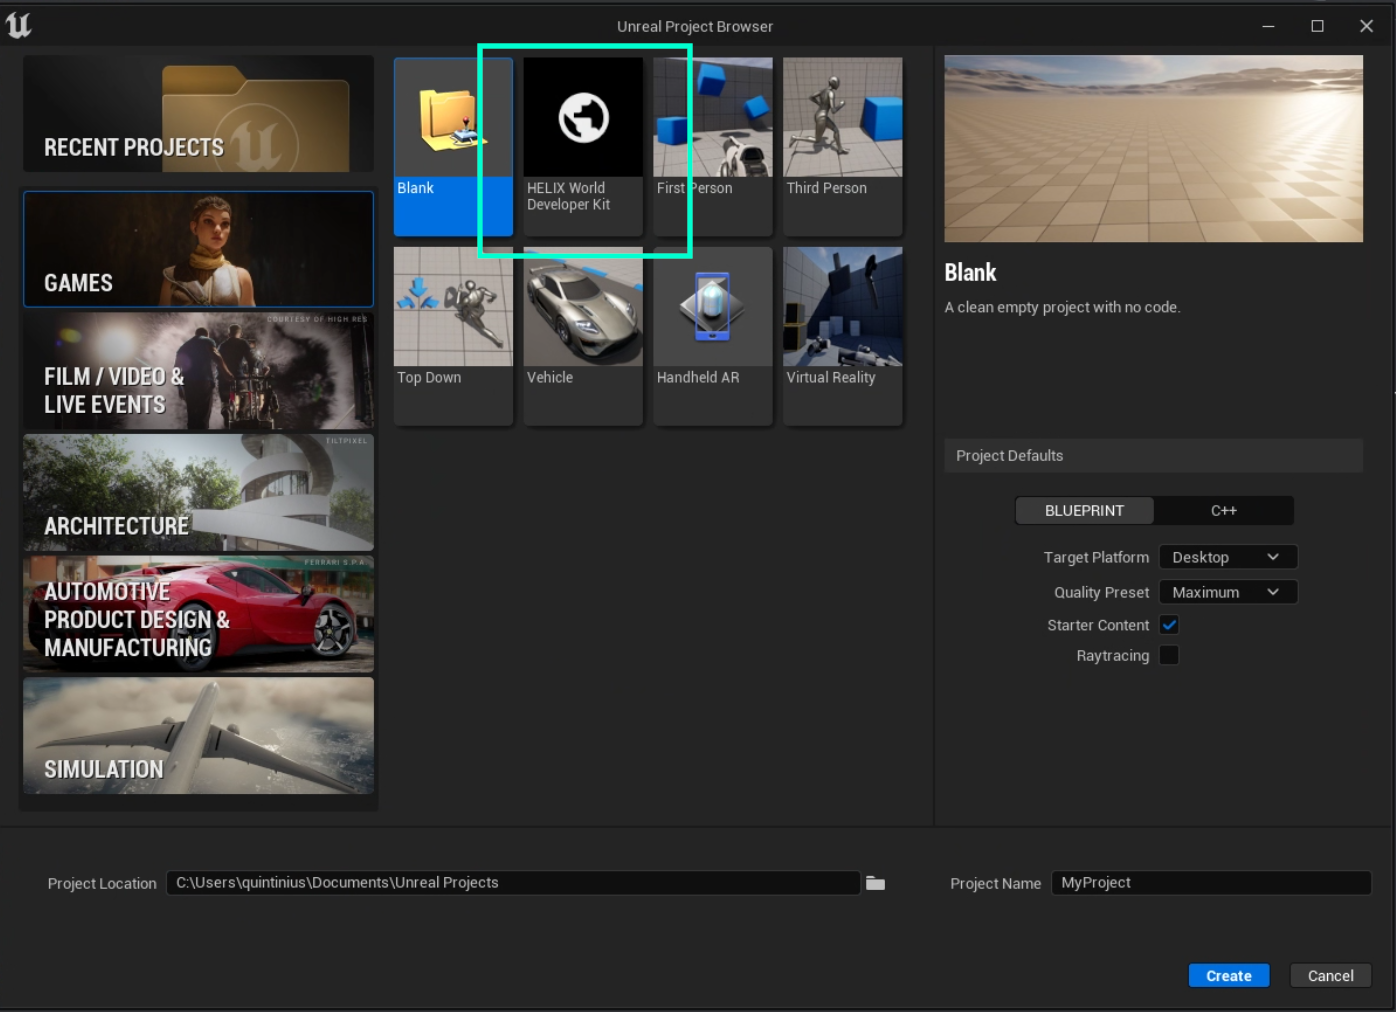 Unreal Project Browser
RECENT PROJECTS
GAMES
COURTESY OF HIGH RES
FILM / VIDEO &
LIVE EVENTS
TILTPIXEL
ARCHITECTURE
FERRARI S.P.A.
AUTOMOTIVE
PRODUCT DESIGN &
MANUFACTURING
SIMULATION
Blank
HELIX World
Developer Kit
First Person
Third Person
Top Down
Vehicle
Handheld AR
Virtual Reality
Blank
A clean empty project with no code.
Project Defaults
BLUEPRINT
C++
Target Platform Desktop
Quality Preset Maximum
Starter Content
Raytracing
Project Location C:\Users\quintinius\Documents\Unreal Projects
Project Name MyProject
Create
Cancel